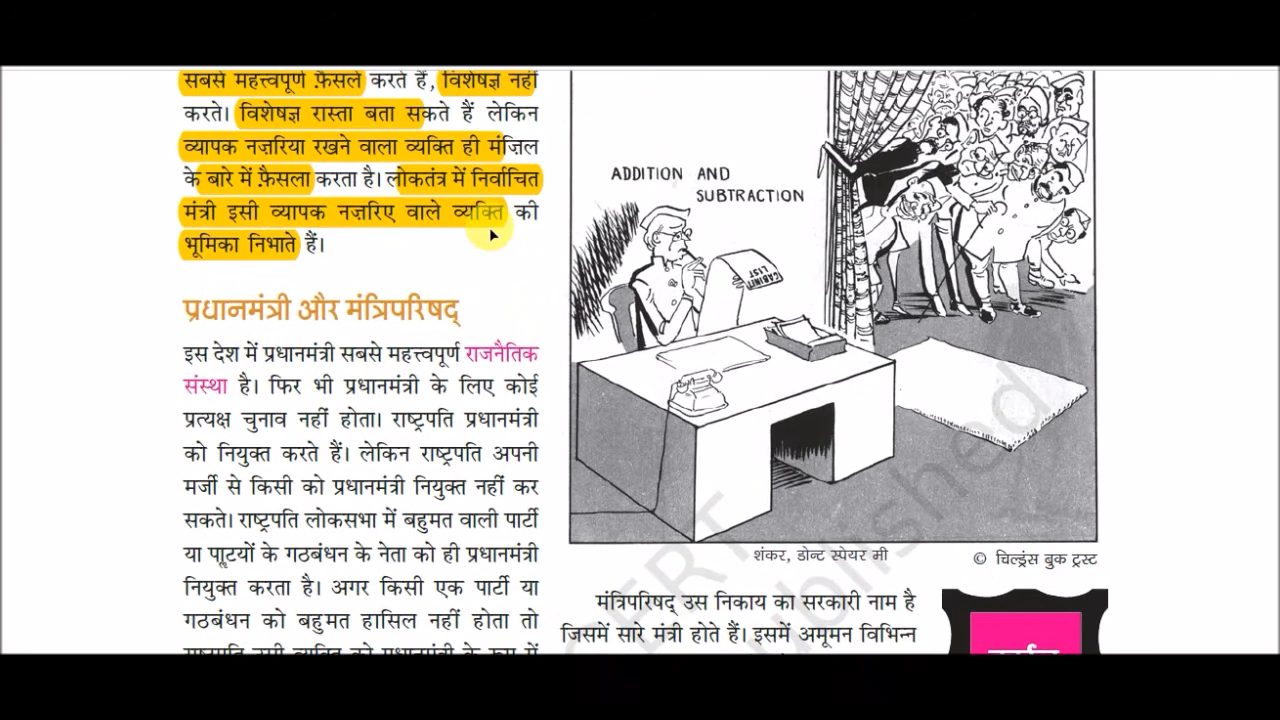 सबसे महत्त्वपूर्ण फ़ैसले करते हैं, विशेषज्ञ नहीं
करते। विशेषज्ञ रास्ता बता सकते हैं लेकिन
व्यापक नज़रिया रखने वाला व्यक्ति ही मंज़िल
के बारे में फ़ैसला करता है। लोकतंत्र में निर्वाचित
मंत्री इसी व्यापक नज़रिए वाले व्यक्ति की
भूमिका निभाते हैं।
प्रधानमंत्री और मंत्रिपरिषद्
इस देश में प्रधानमंत्री सबसे महत्त्वपूर्ण राजनैतिक
संस्था है। फिर भी प्रधानमंत्री के लिए कोई
प्रत्यक्ष चुनाव नहीं होता। राष्ट्रपति प्रधानमंत्री
को नियुक्त करते हैं। लेकिन राष्ट्रपति अपनी
मर्जी से किसी को प्रधानमंत्री नियुक्त नहीं कर
सकते। राष्ट्रपति लोकसभा में बहुमत वाली पार्टी
या के गठबंधन के नेता को ही प्रधानमंत्री
नियुक्त करता है। अगर किसी एक पार्टी या
गठबंधन को बहुमत हासिल नहीं होता तो
ADDITION AND
SUBTRACTION
CABINET
LIST
शंकर, डोन्ट स्पेयर मी
© चिल्ड्रंस बुक ट्रस्ट
मंत्रिपरिषद् उस निकाय का सरकारी नाम है
जिसमें सारे मंत्री होते हैं। इसमें अमूमन विभिन्न